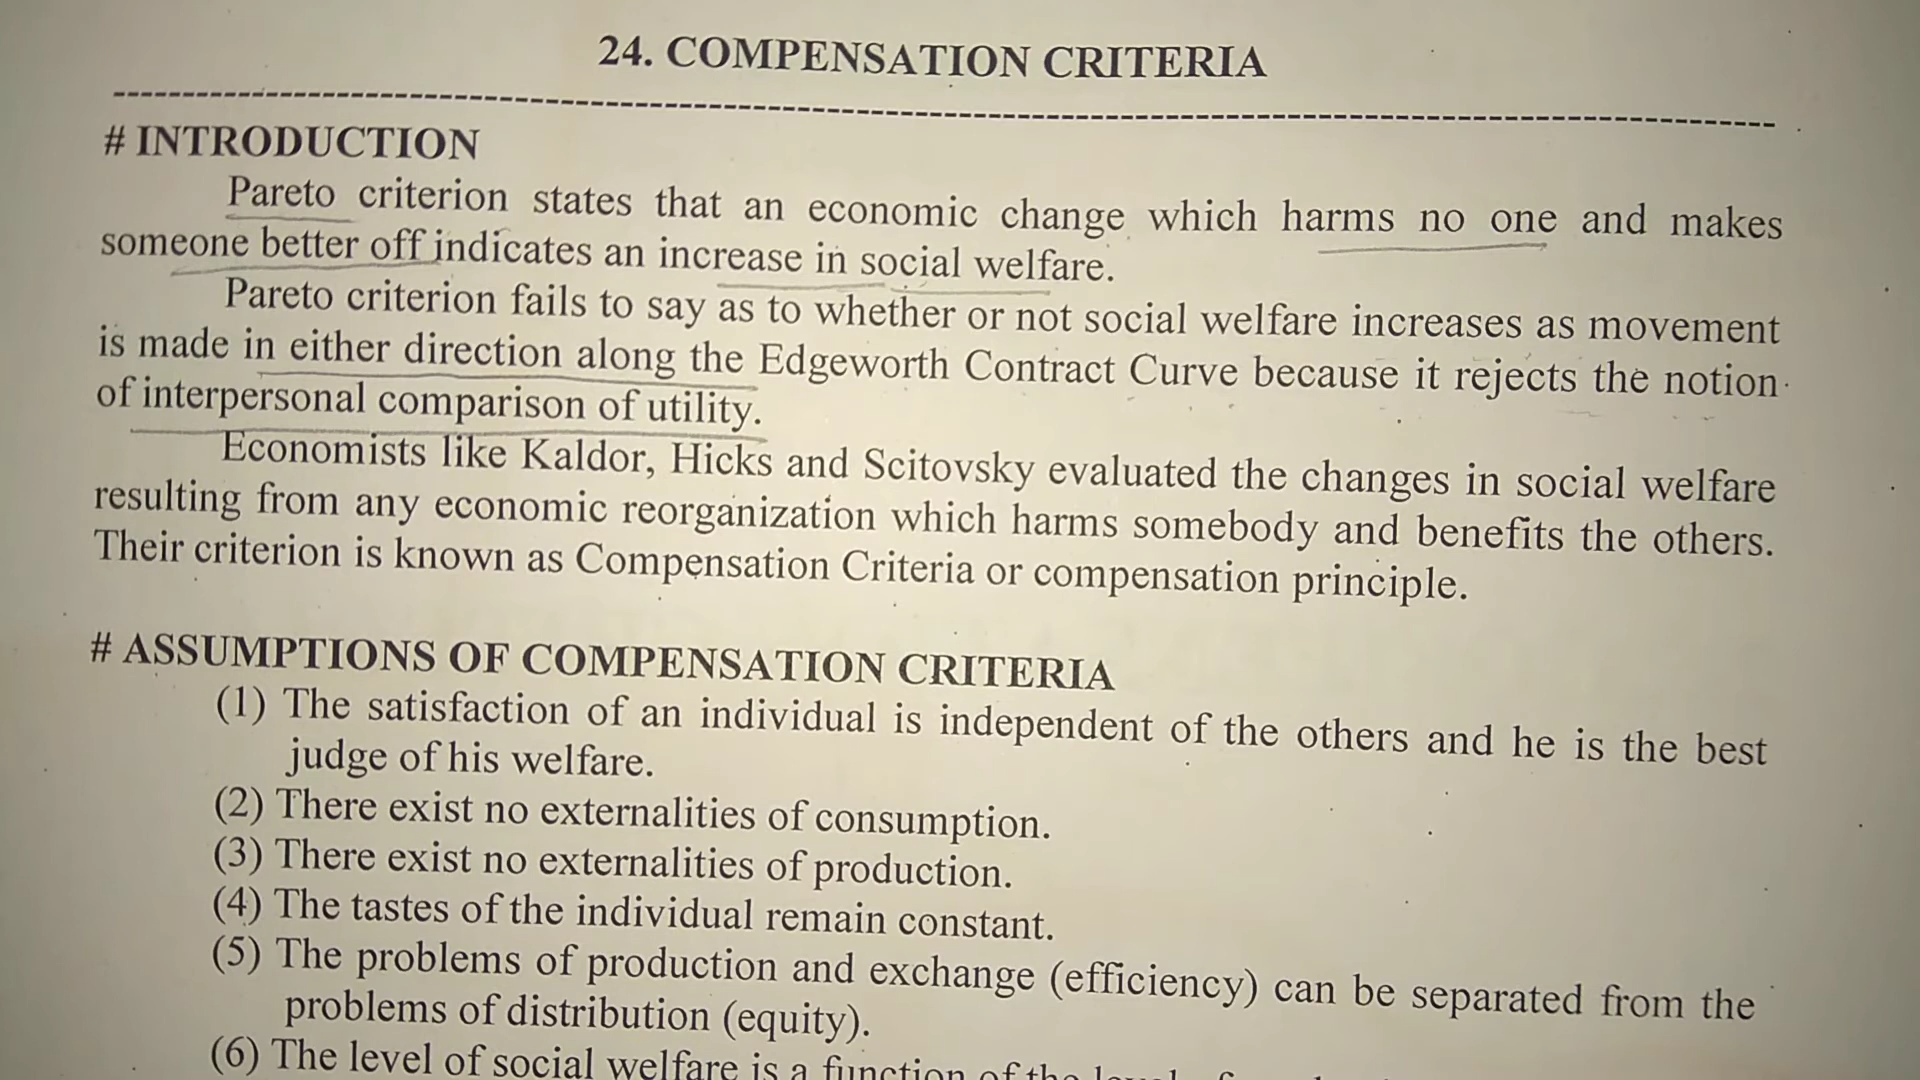 24. COMPENSATION CRITERIA
# INTRODUCTION
Pareto criterion states that an economic change which harms no one and makes
someone better off indicates an increase in social welfare.
Pareto criterion fails to say as to whether or not social welfare increases as movement
is made in either direction along the Edgeworth Contract Curve because it rejects the notion
of interpersonal comparison of utility.
Economists like Kaldor, Hicks and Scitovsky evaluated the changes in social welfare
resulting from any economic reorganization which harms somebody and benefits the others.
Their criterion is known as Compensation Criteria or compensation principle.
# ASSUMPTIONS OF COMPENSATION CRITERIA
(1) The satisfaction of an individual is independent of the others and he is the best
judge of his welfare.
(2) There exist no externalities of consumption.
(3) There exist no externalities of production.
(4) The tastes of the individual remain constant.
(5) The problems of production and exchange (efficiency) can be separated from the
problems of distribution (equity).
(6) The level of social welfare is a function of the